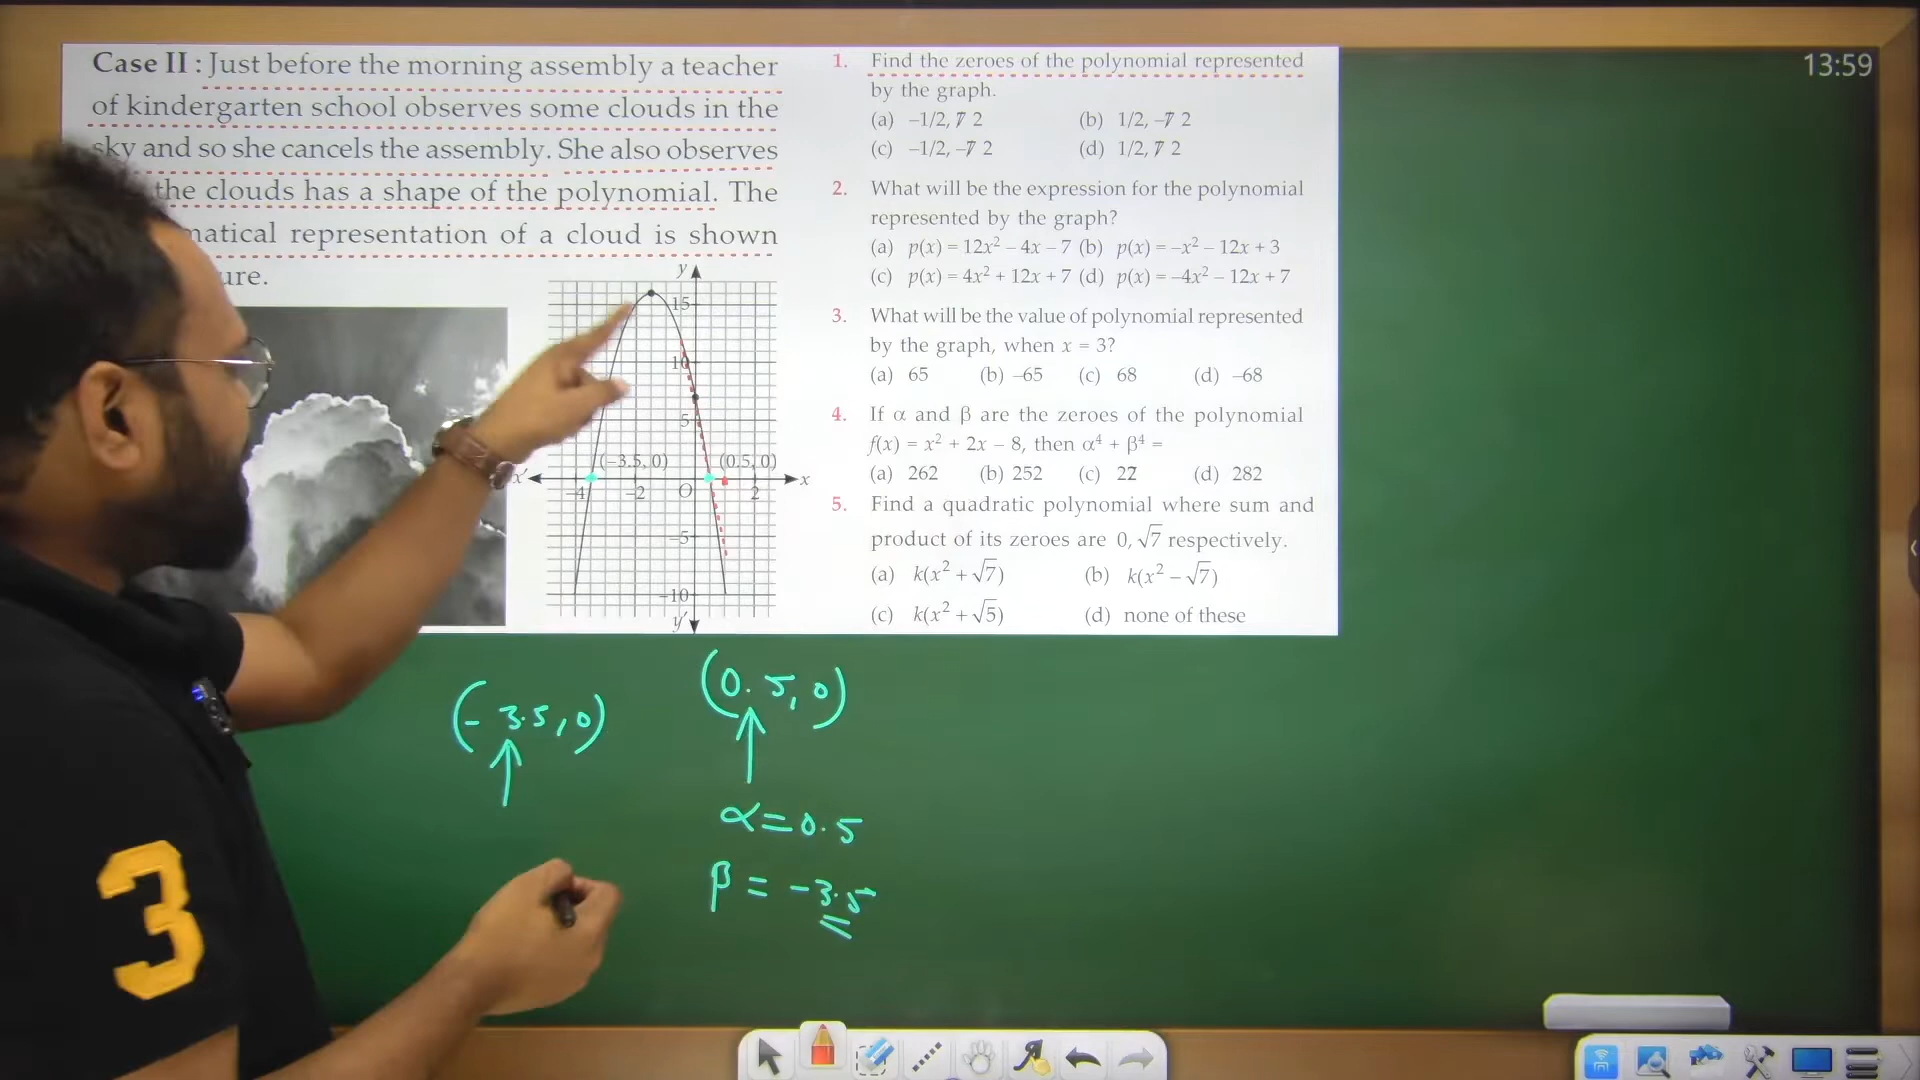 Case II : Just before the morning assembly a teacher
of kindergarten school observes some clouds in the
sky and so she cancels the assembly. She also observes
the clouds has a shape of the polynomial. The
matical representation of a cloud is shown
ure.
y
15
10
5
(−3.5, 0) (0.5, 0)
x′ −4 −2 O 2 x
−5
−10
y′
1. Find the zeroes of the polynomial represented
by the graph.
(a) –1/2, 7 2 (b) 1/2, –7 2
(c) –1/2, –7 2 (d) 1/2, 7 2
2. What will be the expression for the polynomial
represented by the graph?
(a) p(x) = 12x² – 4x – 7 (b) p(x) = –x² – 12x + 3
(c) p(x) = 4x² + 12x + 7 (d) p(x) = –4x² – 12x + 7
3. What will be the value of polynomial represented
by the graph, when x = 3?
(a) 65 (b) –65 (c) 68 (d) –68
4. If α and β are the zeroes of the polynomial
f(x) = x² + 2x – 8, then α⁴ + β⁴ =
(a) 262 (b) 252 (c) (d) 282
5. Find a quadratic polynomial where sum and
product of its zeroes are 0, √7 respectively.
(a) k(x² + √7) (b) k(x² – √7)
(c) k(x² + √5) (d) none of these
13:59
(- 3.5, 0) (0.5, 0)
α = 0.5
β = -3.5
3